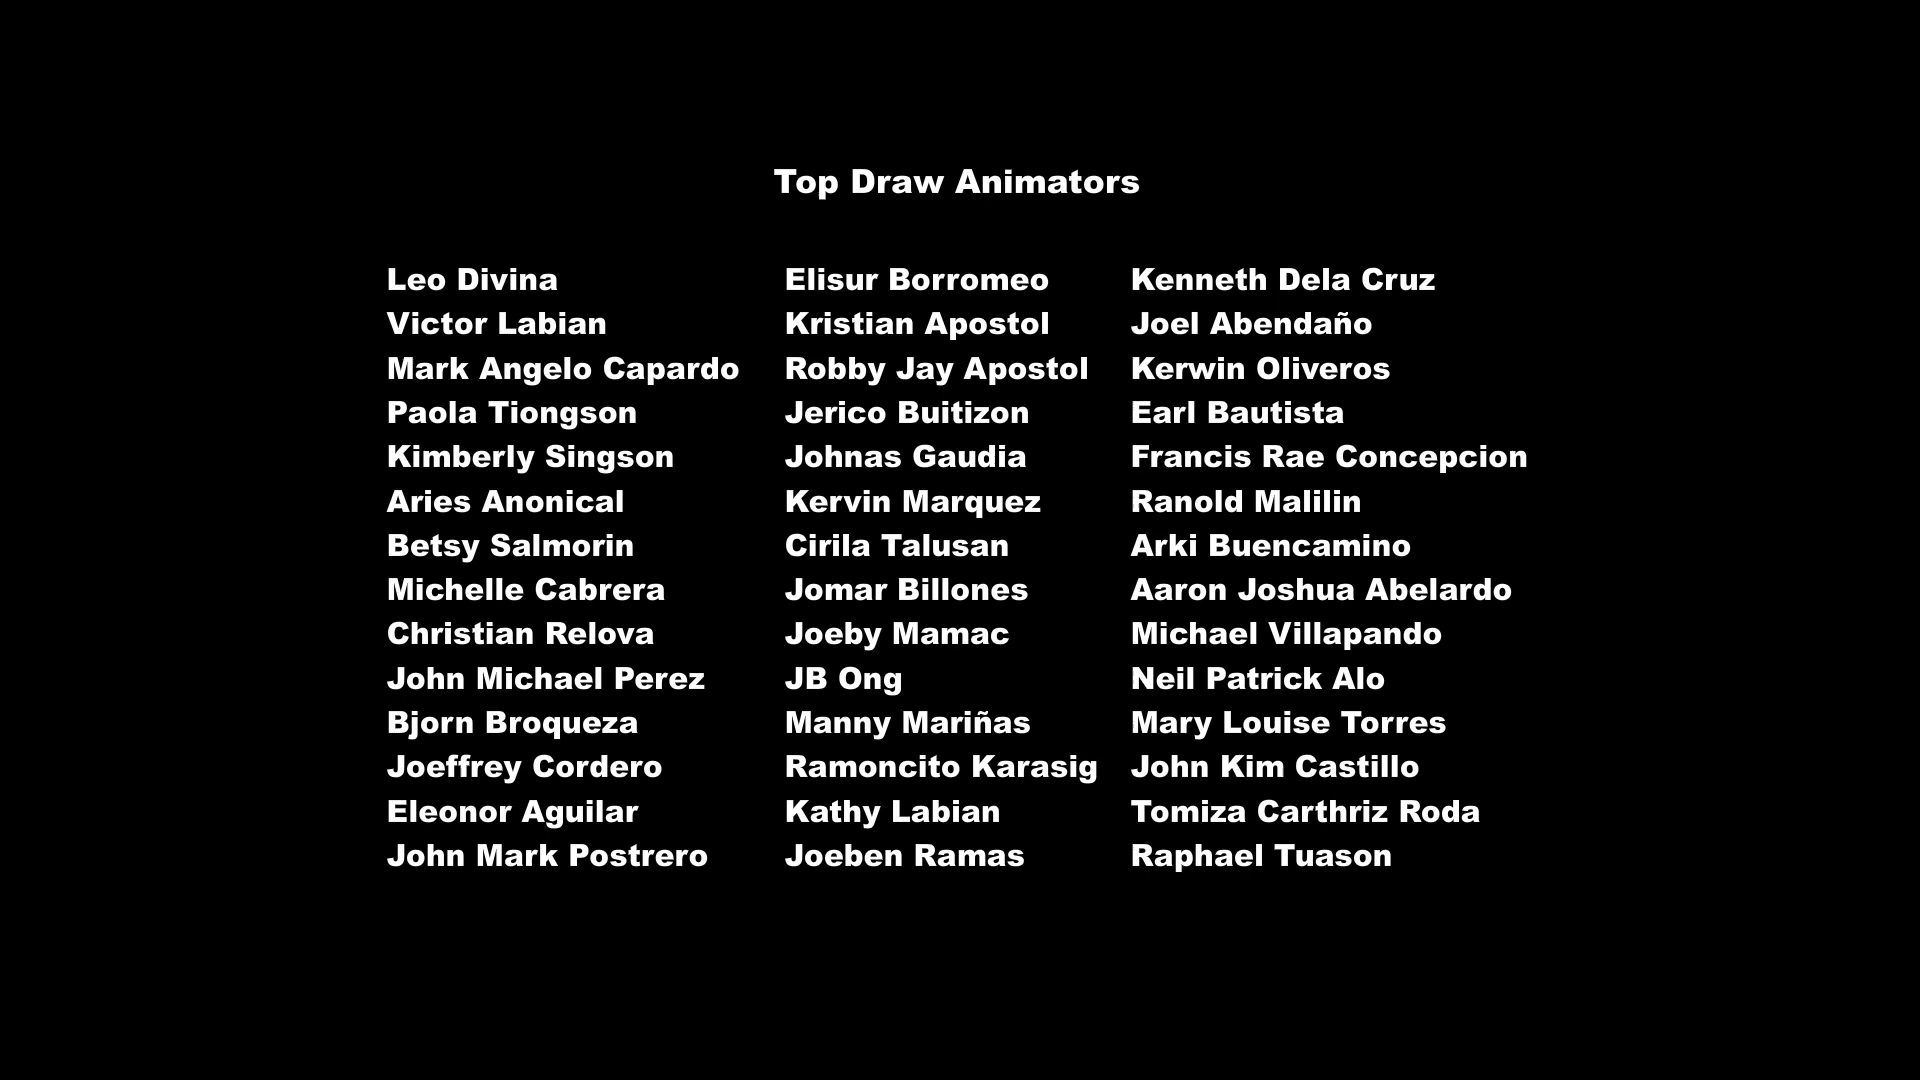 Top Draw Animators
Leo Divina
Victor Labian
Mark Angelo Capardo
Paola Tiongson
Kimberly Singson
Aries Anonical
Betsy Salmorin
Michelle Cabrera
Christian Relova
John Michael Perez
Bjorn Broqueza
Joeffrey Cordero
Eleonor Aguilar
John Mark Postrero
Elisur Borromeo
Kristian Apostol
Robby Jay Apostol
Jerico Buitizon
Johnas Gaudia
Kervin Marquez
Cirila Talusan
Jomar Billones
Joeby Mamac
JB Ong
Manny Mariñas
Ramoncito Karasig
Kathy Labian
Joeben Ramas
Kenneth Dela Cruz
Joel Abendaño
Kerwin Oliveros
Earl Bautista
Francis Rae Concepcion
Ranold Malilin
Arki Buencamino
Aaron Joshua Abelardo
Michael Villapando
Neil Patrick Alo
Mary Louise Torres
John Kim Castillo
Tomiza Carthriz Roda
Raphael Tuason